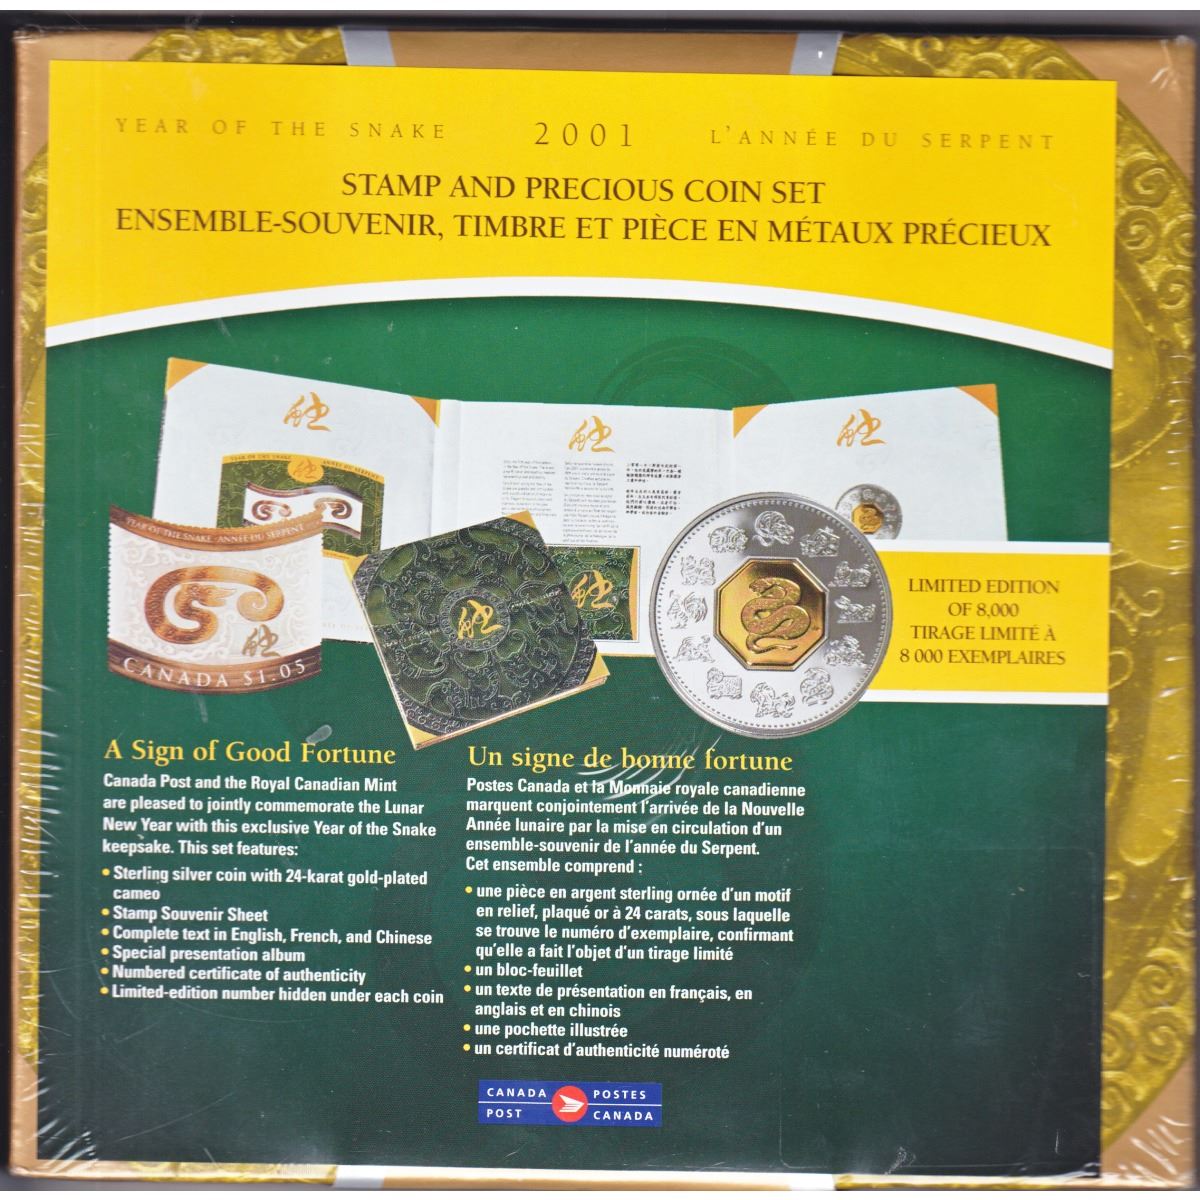 YEAR OF THE SNAKE 2001 L'ANNÉE DU SERPENT
STAMP AND PRECIOUS COIN SET
ENSEMBLE-SOUVENIR, TIMBRE ET PIÈCE EN MÉTAUX PRÉCIEUX
YEAR OF THE SNAKE ANNÉE DU SERPENT
YEAR OF THE SNAKE · ANNÉE DU SERPENT
CANADA $1.05
LIMITED EDITION
OF 8,000
TIRAGE LIMITÉ À
8 000 EXEMPLAIRES
A Sign of Good Fortune
Canada Post and the Royal Canadian Mint
are pleased to jointly commemorate the Lunar
New Year with this exclusive Year of the Snake
keepsake. This set features:
• Sterling silver coin with 24-karat gold-plated
cameo
• Stamp Souvenir Sheet
• Complete text in English, French, and Chinese
• Special presentation album
• Numbered certificate of authenticity
• Limited-edition number hidden under each coin
Un signe de bonne fortune
Postes Canada et la Monnaie royale canadienne
marquent conjointement l'arrivée de la Nouvelle
Année lunaire par la mise en circulation d'un
ensemble-souvenir de l'année du Serpent.
Cet ensemble comprend :
• une pièce en argent sterling ornée d'un motif
en relief, plaqué or à 24 carats, sous laquelle
se trouve le numéro d'exemplaire, confirmant
qu'elle a fait l'objet d'un tirage limité
• un bloc-feuillet
• un texte de présentation en français, en
anglais et en chinois
• une pochette illustrée
• un certificat d'authenticité numéroté
CANADA POSTES
POST CANADA